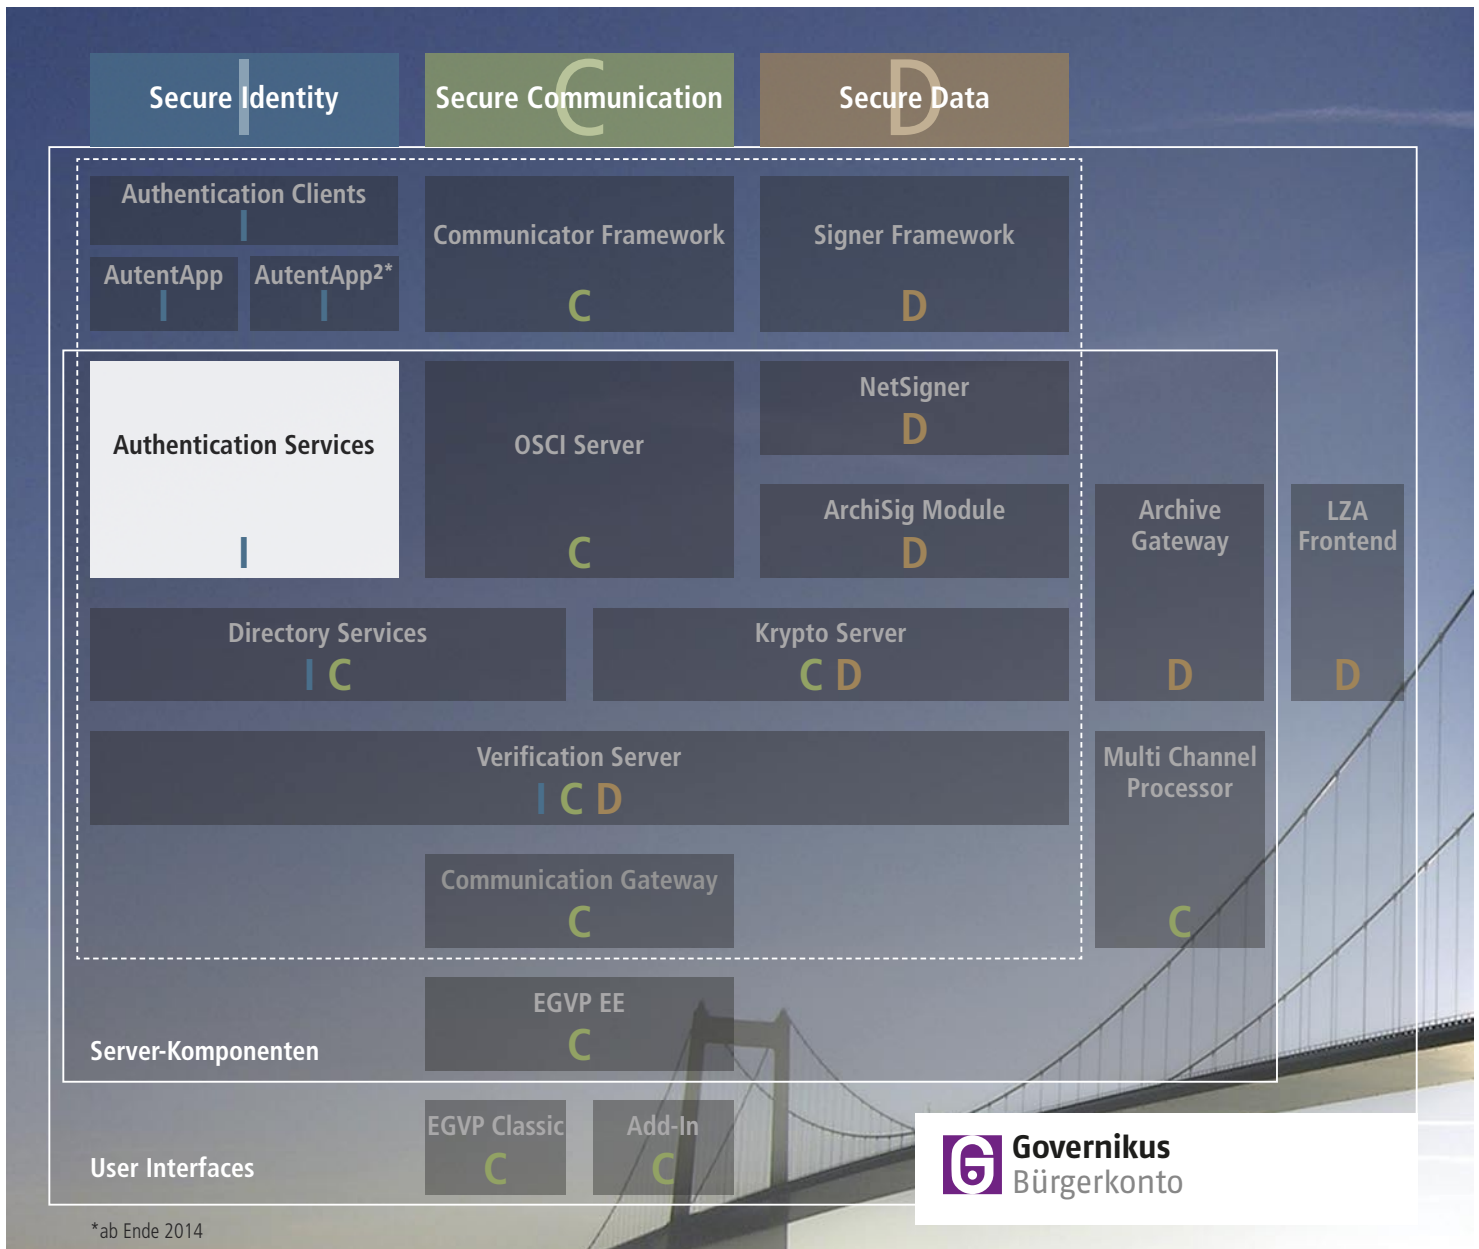 Secure Identity
I
Secure Communication
C
Secure Data
D
Authentication Clients
I
AutentApp
I
AutentApp2*
I
Communicator Framework
C
Signer Framework
D
Authentication Services
I
OSCI Server
C
NetSigner
D
ArchiSig Module
D
Archive
Gateway
D
LZA
Frontend
D
Directory Services
I C
Krypto Server
C D
Verification Server
I C D
Multi Channel
Processor
C
Communication Gateway
C
EGVP EE
C
Server-Komponenten
EGVP Classic
C
Add-In
C
User Interfaces
G
Governikus
Bürgerkonto
*ab Ende 2014